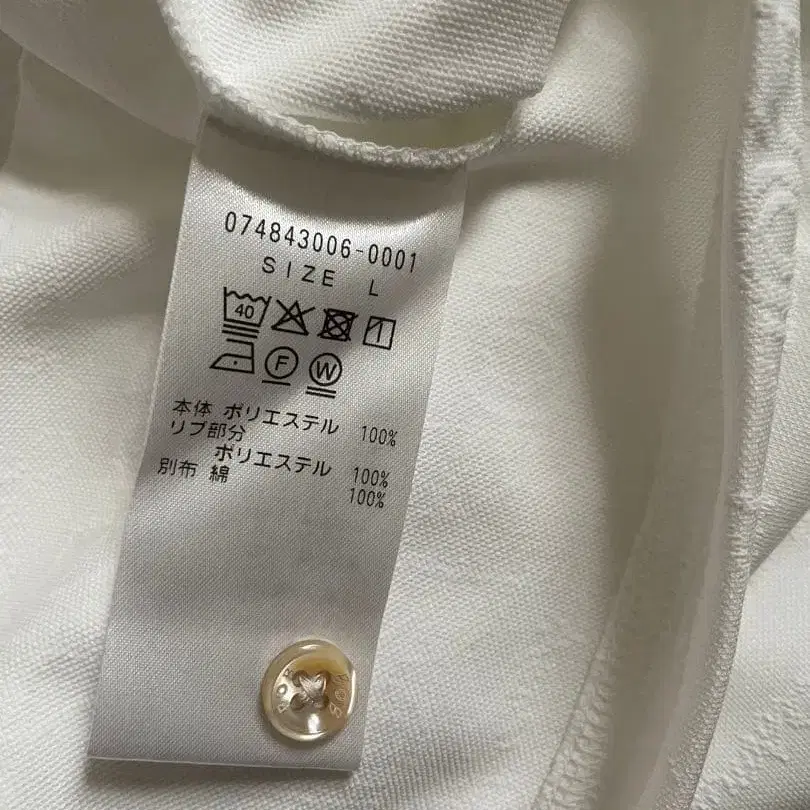 074843006-0001
SIZE L
40
F W
本体 ポリエステル 100%
リブ部分
ポリエステル 100%
別布 綿 100%